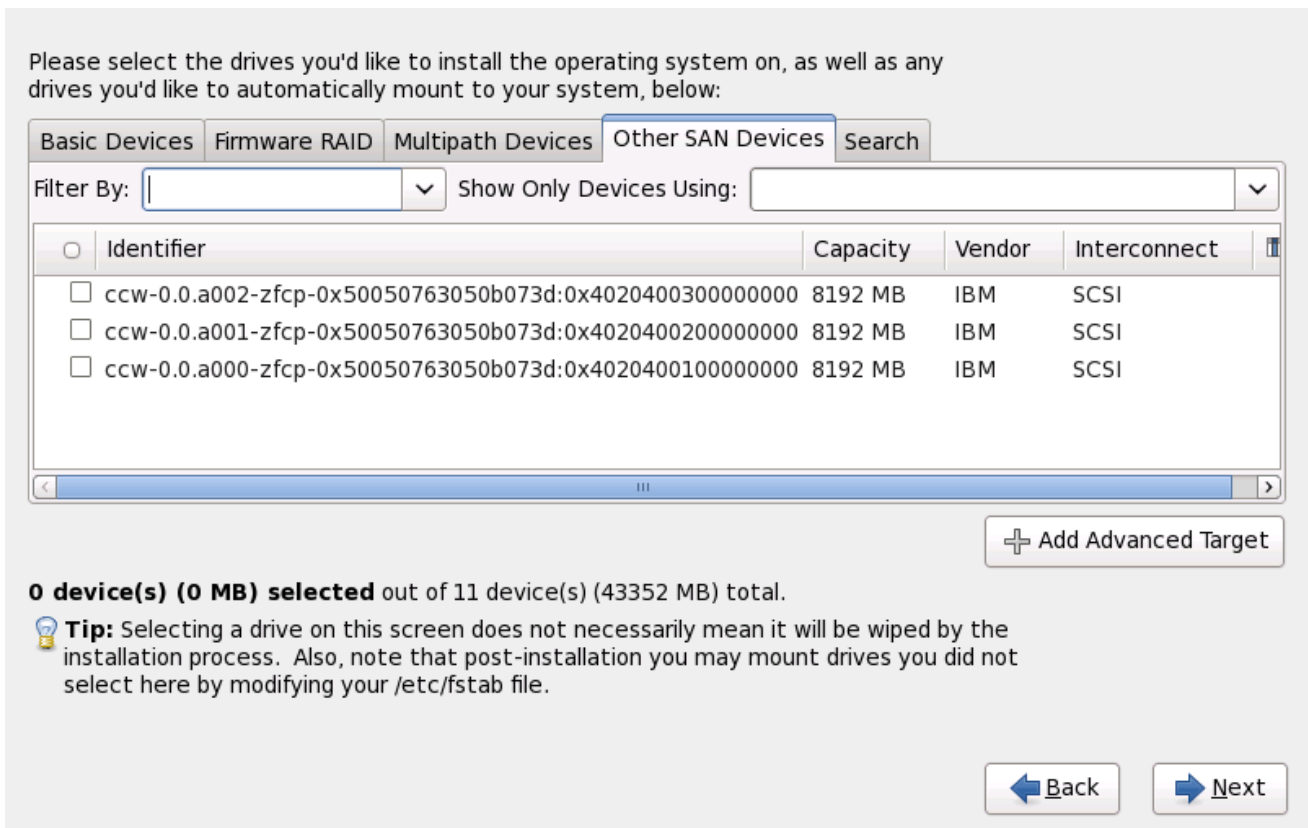 Please select the drives you'd like to install the operating system on, as well as any
drives you'd like to automatically mount to your system, below:
Basic Devices Firmware RAID Multipath Devices Other SAN Devices Search
Filter By: Show Only Devices Using:
Identifier Capacity Vendor Interconnect
ccw-0.0.a002-zfcp-0x50050763050b073d:0x4020400300000000 8192 MB IBM SCSI
ccw-0.0.a001-zfcp-0x50050763050b073d:0x4020400200000000 8192 MB IBM SCSI
ccw-0.0.a000-zfcp-0x50050763050b073d:0x4020400100000000 8192 MB IBM SCSI
Add Advanced Target
0 device(s) (0 MB) selected out of 11 device(s) (43352 MB) total.
Tip: Selecting a drive on this screen does not necessarily mean it will be wiped by the
installation process. Also, note that post-installation you may mount drives you did not
select here by modifying your /etc/fstab file.
Back Next